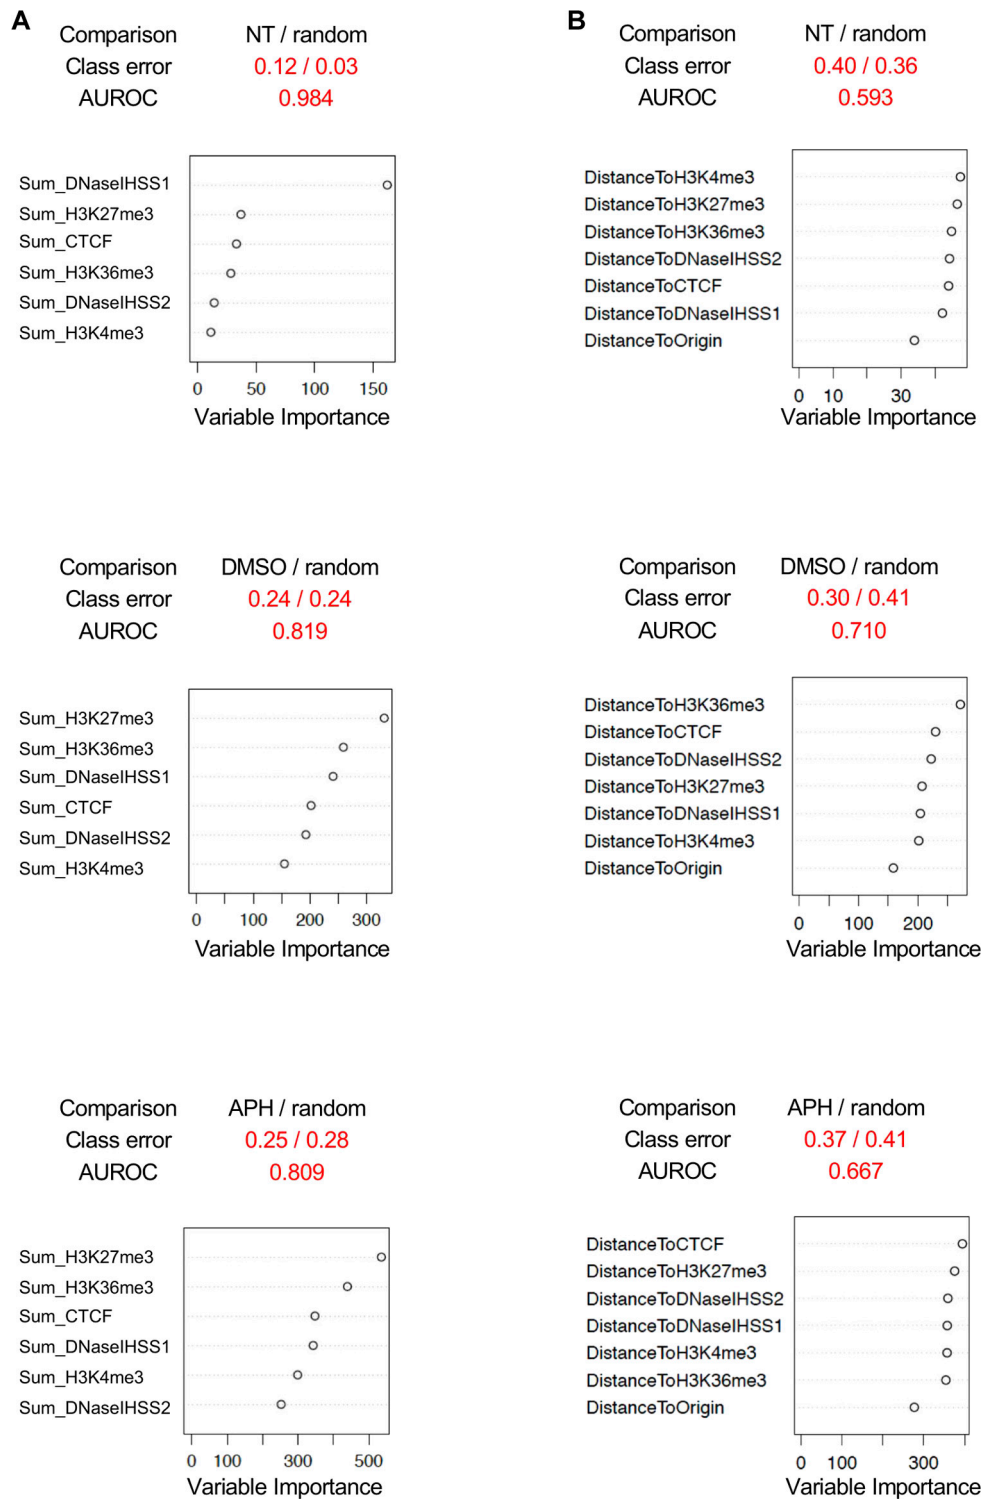 A
Comparison NT / random
Class error 0.12 / 0.03
AUROC 0.984
Sum_DNaseIHSS1
Sum_H3K27me3
Sum_CTCF
Sum_H3K36me3
Sum_DNaseIHSS2
Sum_H3K4me3
0 50 100 150
Variable Importance
B
Comparison NT / random
Class error 0.40 / 0.36
AUROC 0.593
DistanceToH3K4me3
DistanceToH3K27me3
DistanceToH3K36me3
DistanceToDNaseIHSS2
DistanceToCTCF
DistanceToDNaseIHSS1
DistanceToOrigin
0 10 30
Variable Importance
Comparison DMSO / random
Class error 0.24 / 0.24
AUROC 0.819
Sum_H3K27me3
Sum_H3K36me3
Sum_DNaseIHSS1
Sum_CTCF
Sum_DNaseIHSS2
Sum_H3K4me3
0 100 200 300
Variable Importance
Comparison DMSO / random
Class error 0.30 / 0.41
AUROC 0.710
DistanceToH3K36me3
DistanceToCTCF
DistanceToDNaseIHSS2
DistanceToH3K27me3
DistanceToDNaseIHSS1
DistanceToH3K4me3
DistanceToOrigin
0 100 200
Variable Importance
Comparison APH / random
Class error 0.25 / 0.28
AUROC 0.809
Sum_H3K27me3
Sum_H3K36me3
Sum_CTCF
Sum_DNaseIHSS1
Sum_H3K4me3
Sum_DNaseIHSS2
0 100 300 500
Variable Importance
Comparison APH / random
Class error 0.37 / 0.41
AUROC 0.667
DistanceToCTCF
DistanceToH3K27me3
DistanceToDNaseIHSS2
DistanceToDNaseIHSS1
DistanceToH3K4me3
DistanceToH3K36me3
DistanceToOrigin
0 100 300
Variable Importance